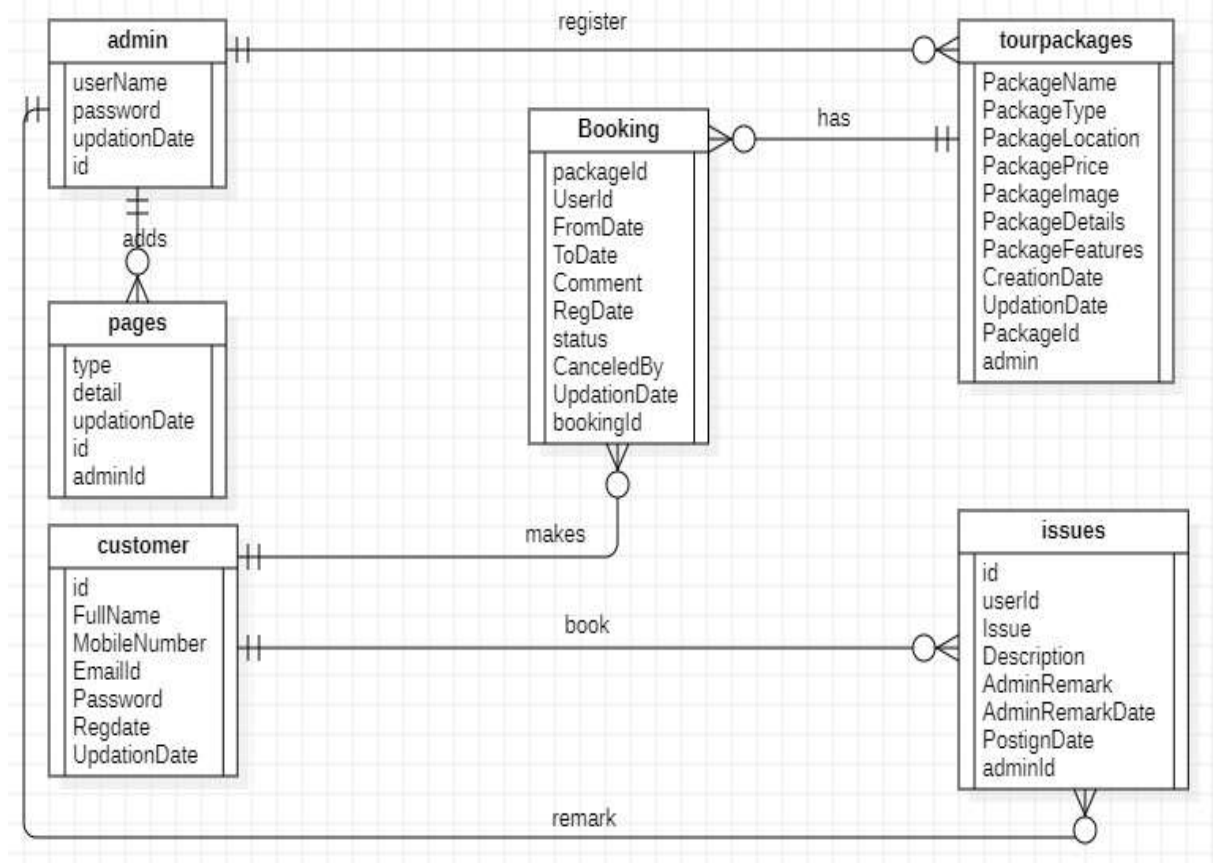 register
admin
userName
password
updationDate
id
tourpackages
PackageName
PackageType
PackageLocation
PackagePrice
PackageImage
PackageDetails
PackageFeatures
CreationDate
UpdationDate
PackageId
admin
has
Booking
packageId
UserId
FromDate
ToDate
Comment
RegDate
status
CanceledBy
UpdationDate
bookingId
adds
pages
type
detail
updationDate
id
adminId
makes
customer
id
FullName
MobileNumber
EmailId
Password
Regdate
UpdationDate
book
issues
id
userId
Issue
Description
AdminRemark
AdminRemarkDate
PostignDate
adminId
remark